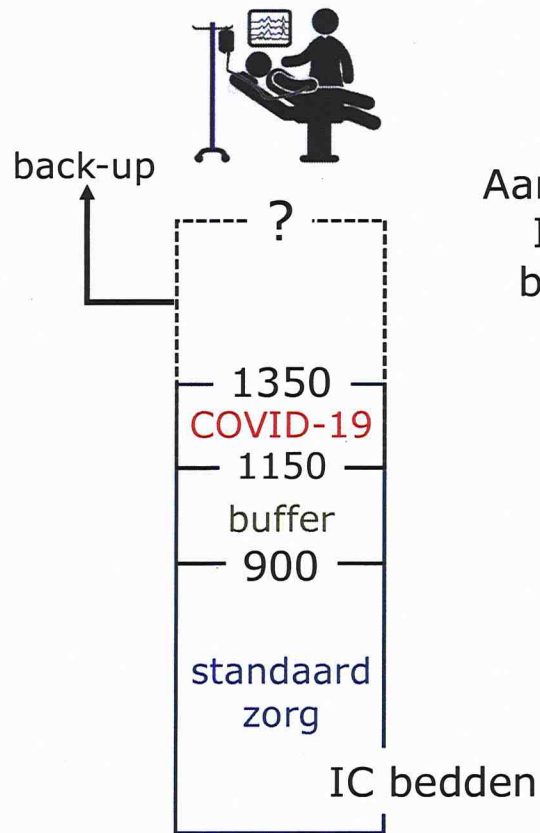 back-up
?
1350
COVID-19
1150
buffer
900
standaard
zorg
IC bedden